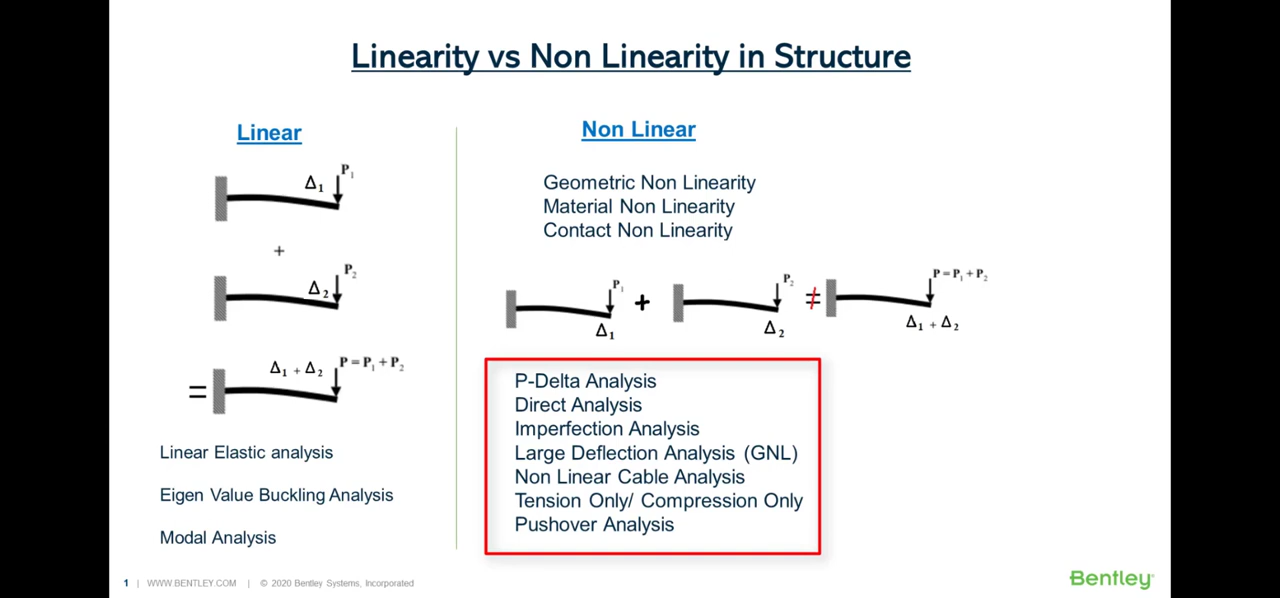 Linearity vs Non Linearity in Structure
Linear
Δ1
P1
+
Δ2
P2
=
Δ1 + Δ2
P = P1 + P2
Linear Elastic analysis
Eigen Value Buckling Analysis
Modal Analysis
Non Linear
Geometric Non Linearity
Material Non Linearity
Contact Non Linearity
P1 + P2 ≠ P = P1 + P2
Δ1 Δ2 Δ1 + Δ2
P-Delta Analysis
Direct Analysis
Imperfection Analysis
Large Deflection Analysis (GNL)
Non Linear Cable Analysis
Tension Only/ Compression Only
Pushover Analysis
1 | WWW.BENTLEY.COM | © 2020 Bentley Systems, Incorporated
Bentley